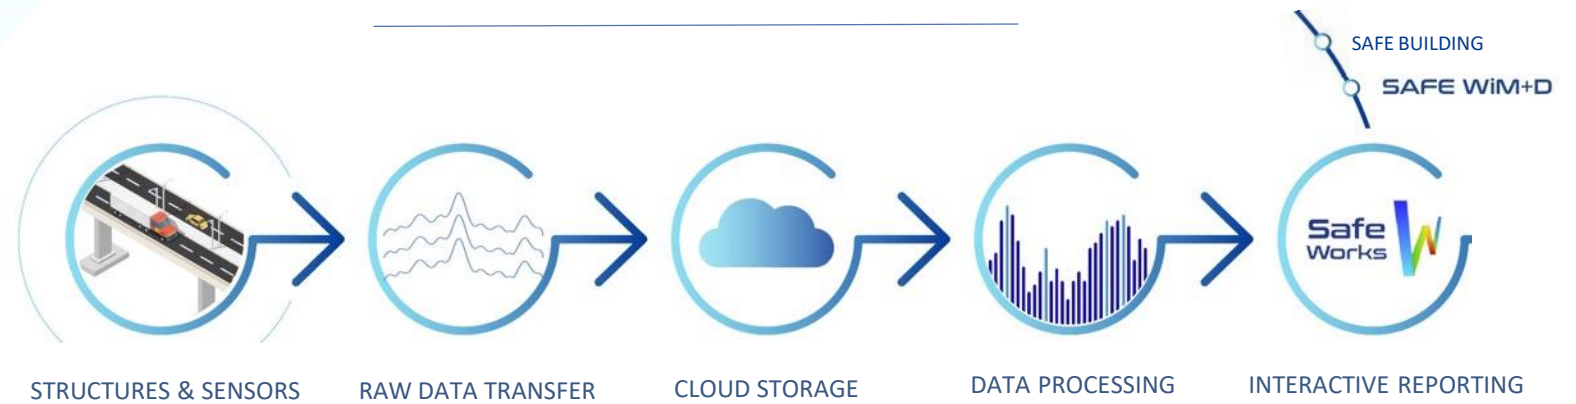 SAFE BUILDING
SAFE WiM+D
Safe
Works
STRUCTURES & SENSORS
RAW DATA TRANSFER
CLOUD STORAGE
DATA PROCESSING
INTERACTIVE REPORTING